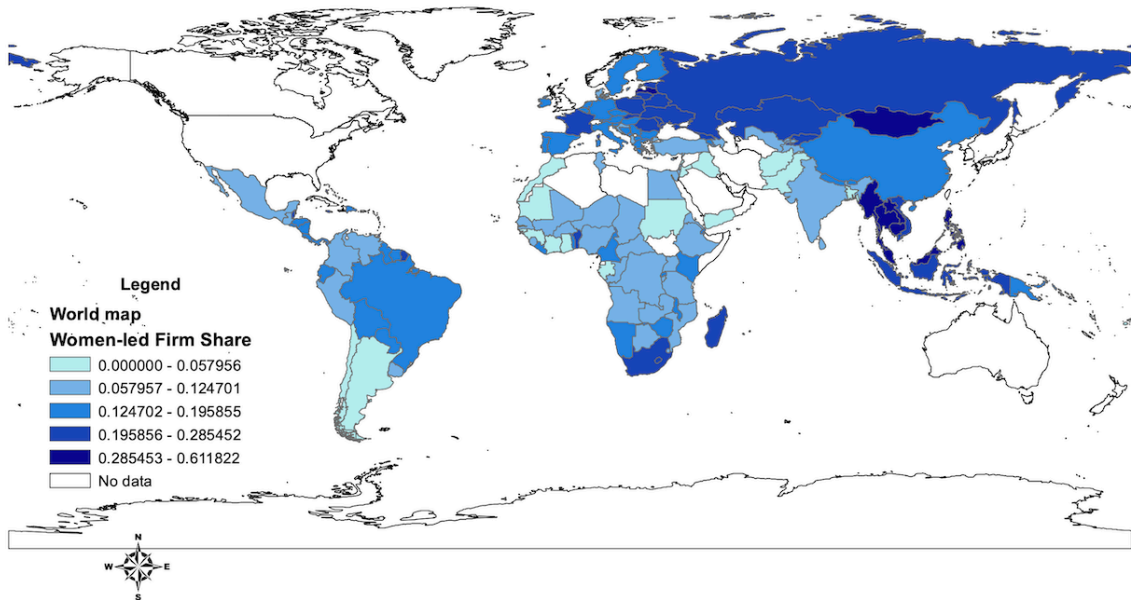 Legend
World map
Women-led Firm Share
0.000000 - 0.057956
0.057957 - 0.124701
0.124702 - 0.195855
0.195856 - 0.285452
0.285453 - 0.611822
No data
N
W E
S